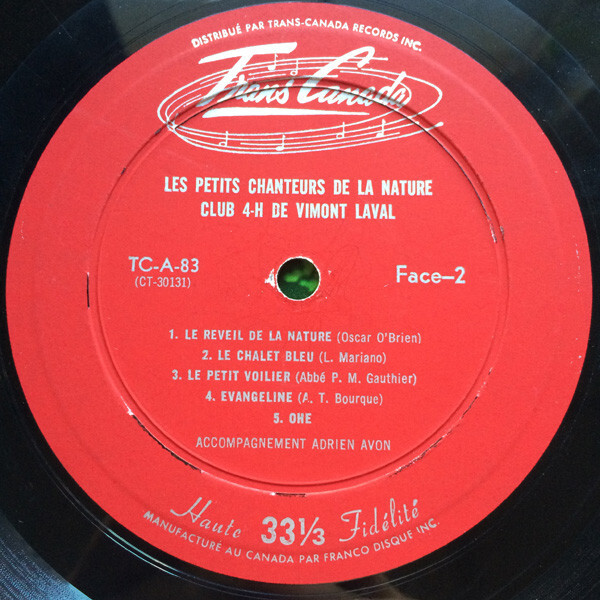 DISTRIBUÉ PAR TRANS-CANADA RECORDS INC.
Trans Canada
LES PETITS CHANTEURS DE LA NATURE
CLUB 4-H DE VIMONT LAVAL
TC-A-83
(CT-30131)
Face-2
1. LE REVEIL DE LA NATURE (Oscar O'Brien)
2. LE CHALET BLEU (L. Mariano)
3. LE PETIT VOILIER (Abbé P. M. Gauthier)
4. EVANGELINE (A. T. Bourque)
5. OHE
ACCOMPAGNEMENT ADRIEN AVON
Haute 33⅓ Fidélité
MANUFACTURÉ AU CANADA PAR FRANCO DISQUE INC.